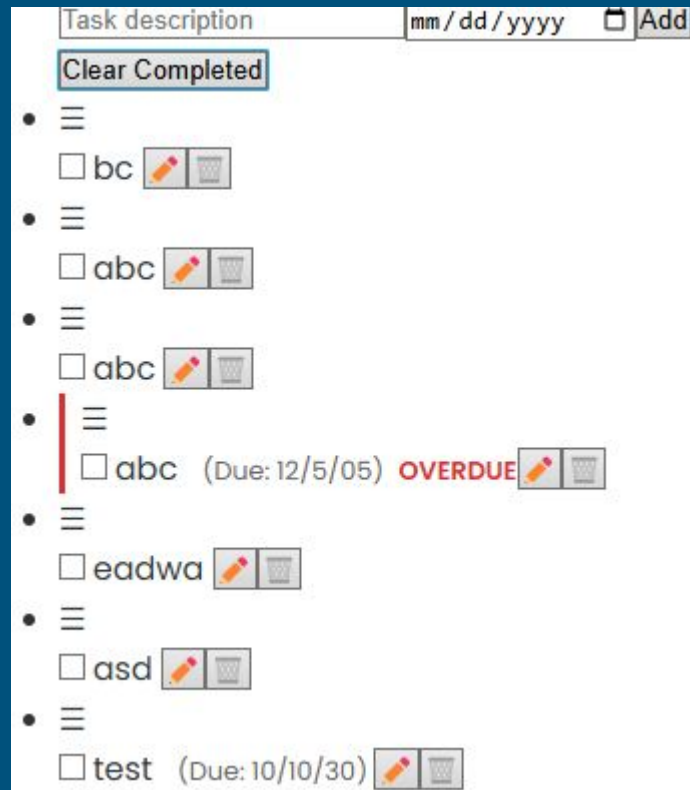 Task description mm/dd/yyyy Add
Clear Completed
bc
abc
abc
abc (Due: 12/5/05) OVERDUE
eadwa
asd
test (Due: 10/10/30)